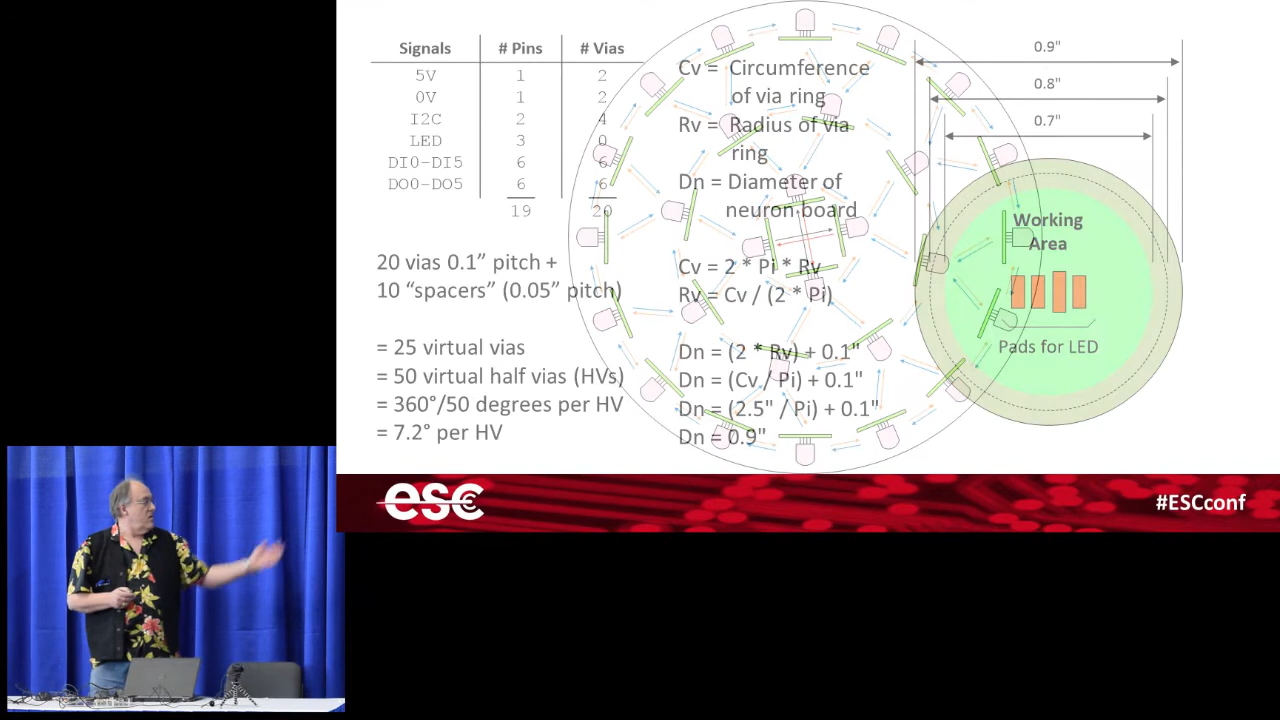 Signals # Pins # Vias
5V 1 2
0V 1 2
I2C 2 4
LED 3 0
DI0-DI5 6 6
DO0-DO5 6 6
19 20
20 vias 0.1” pitch +
10 “spacers” (0.05” pitch)
= 25 virtual vias
= 50 virtual half vias (HVs)
= 360°/50 degrees per HV
= 7.2° per HV
Cv = Circumference
of via ring
Rv = Radius of via
ring
Dn = Diameter of
neuron board
Cv = 2 * Pi * Rv
Rv = Cv / (2 * Pi)
Dn = (2 * Rv) + 0.1"
Dn = (Cv / Pi) + 0.1"
Dn = (2.5" / Pi) + 0.1"
Dn = 0.9"
0.9"
0.8"
0.7"
Working
Area
Pads for LED
esc
#ESCconf